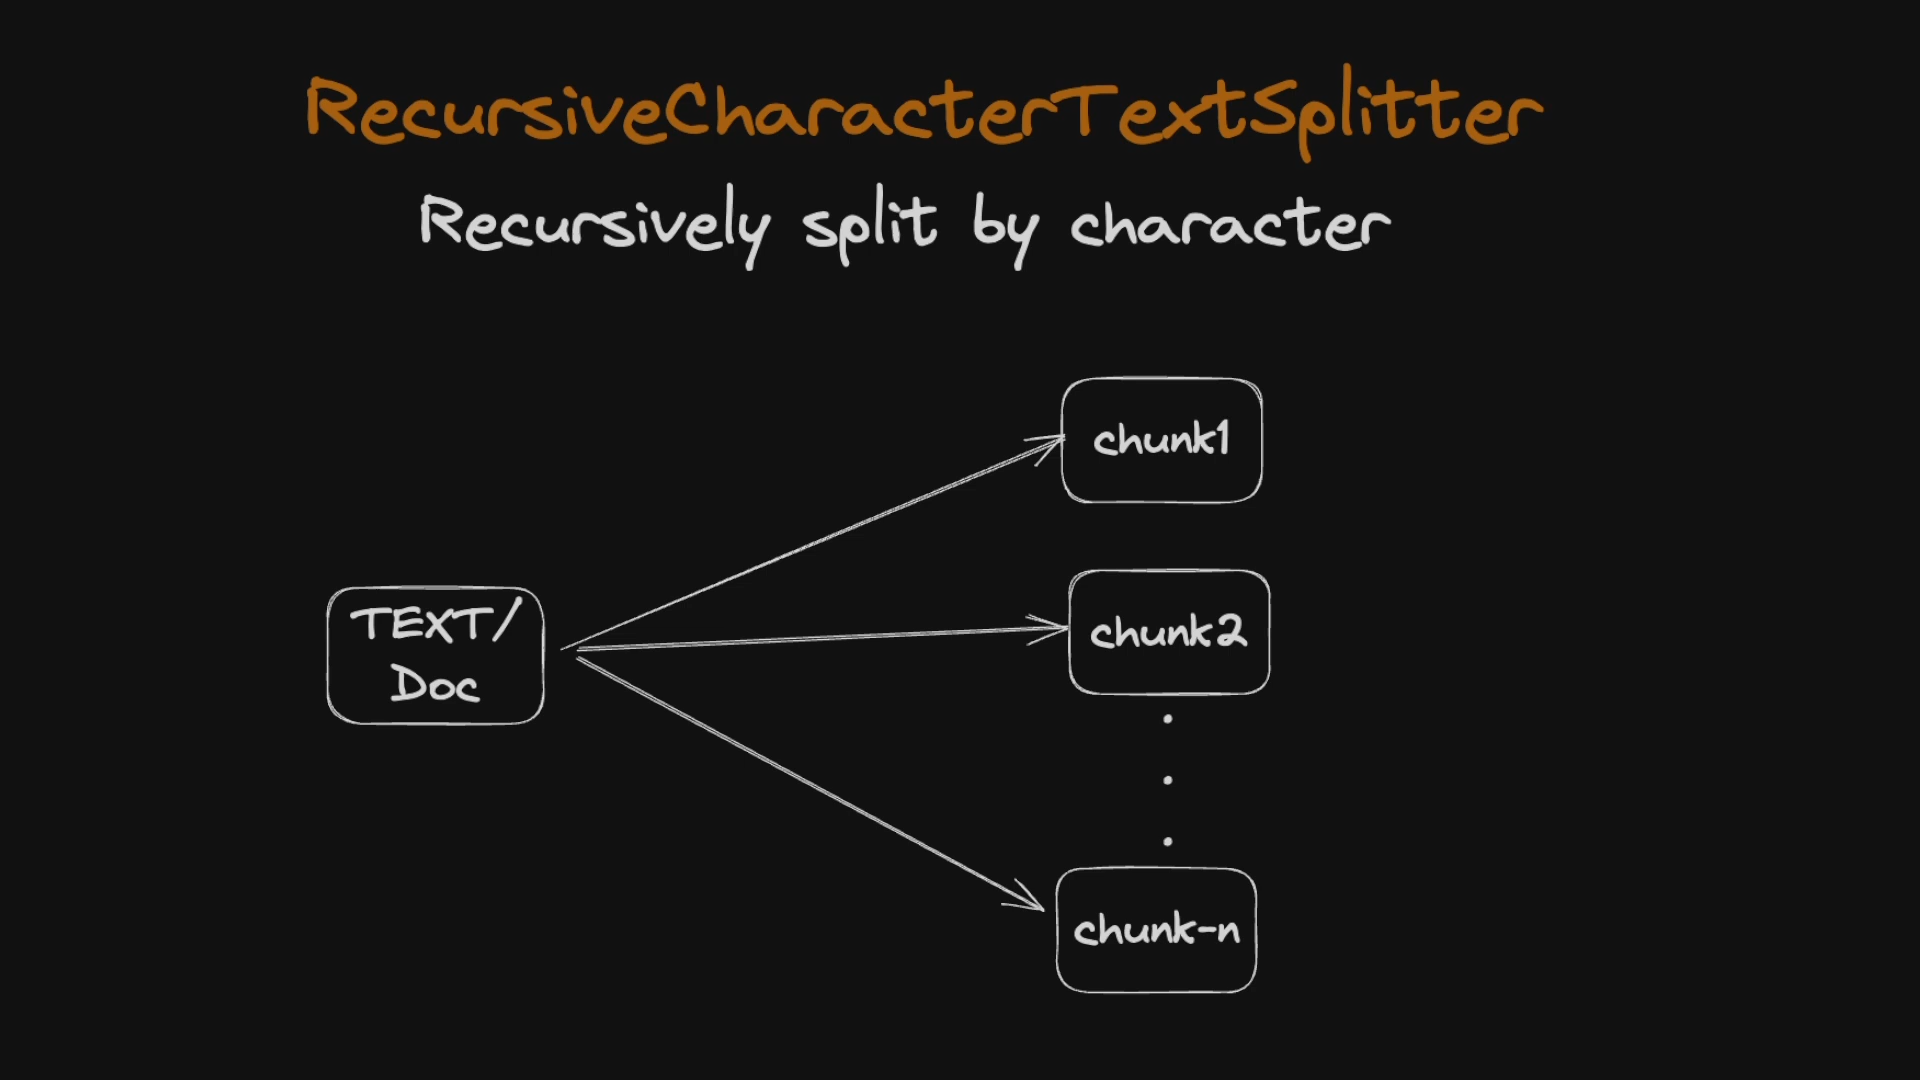 RecursiveCharacterTextSplitter
Recursively split by character
chunk1
TEXT/
Doc
chunk2
chunk-n